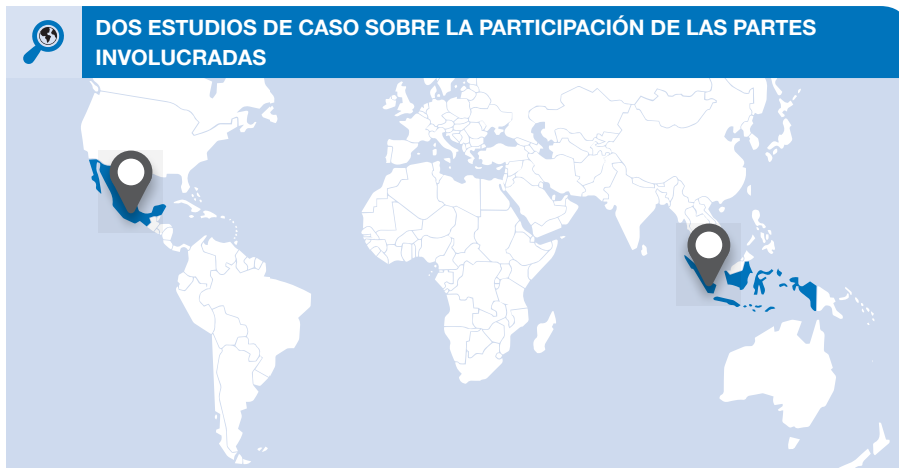 DOS ESTUDIOS DE CASO SOBRE LA PARTICIPACIÓN DE LAS PARTES
INVOLUCRADAS